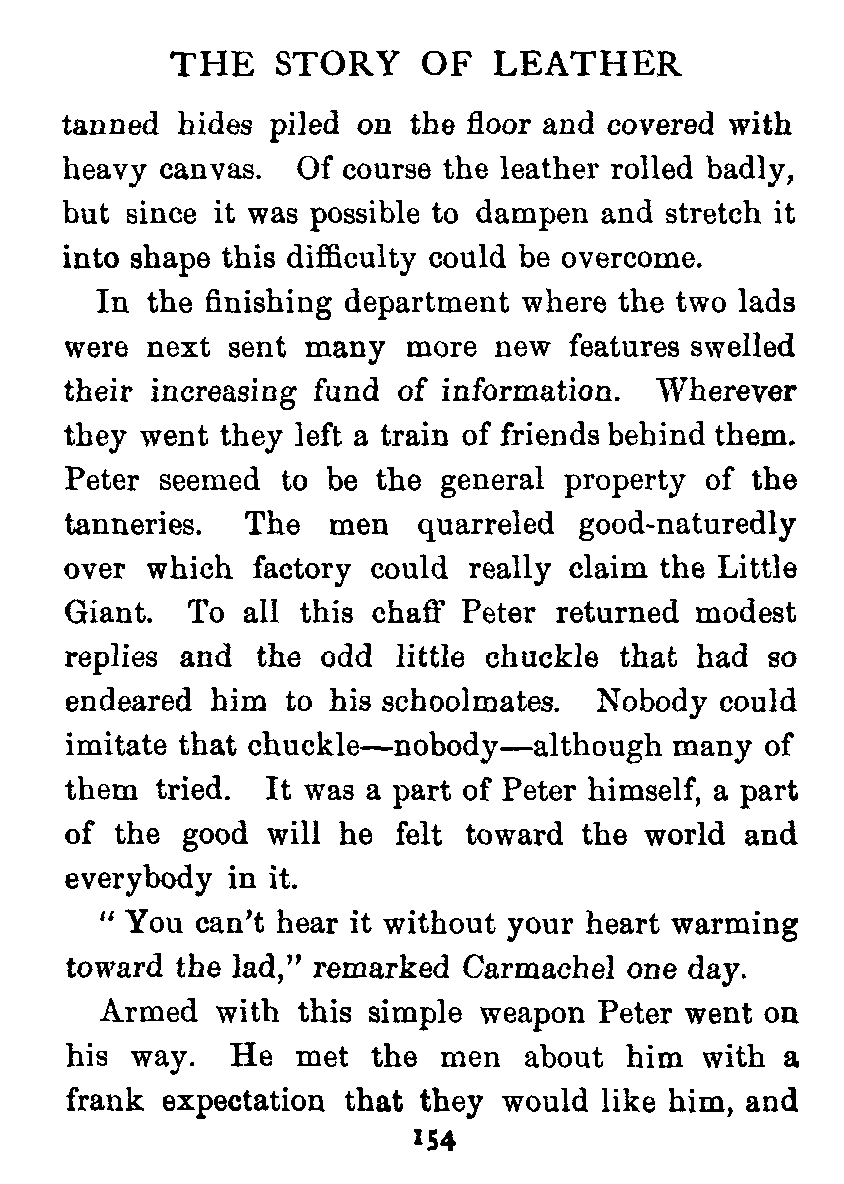 THE STORY OF LEATHER
tanned hides piled on the floor and covered with
heavy canvas. Of course the leather rolled badly,
but since it was possible to dampen and stretch it
into shape this difficulty could be overcome.
In the finishing department where the two lads
were next sent many more new features swelled
their increasing fund of information. Wherever
they went they left a train of friends behind them.
Peter seemed to be the general property of the
tanneries. The men quarreled good-naturedly
over which factory could really claim the Little
Giant. To all this chaff Peter returned modest
replies and the odd little chuckle that had so
endeared him to his schoolmates. Nobody could
imitate that chuckle—nobody—although many of
them tried. It was a part of Peter himself, a part
of the good will he felt toward the world and
everybody in it.
" You can't hear it without your heart warming
toward the lad," remarked Carmachel one day.
Armed with this simple weapon Peter went on
his way. He met the men about him with a
frank expectation that they would like him, and
154